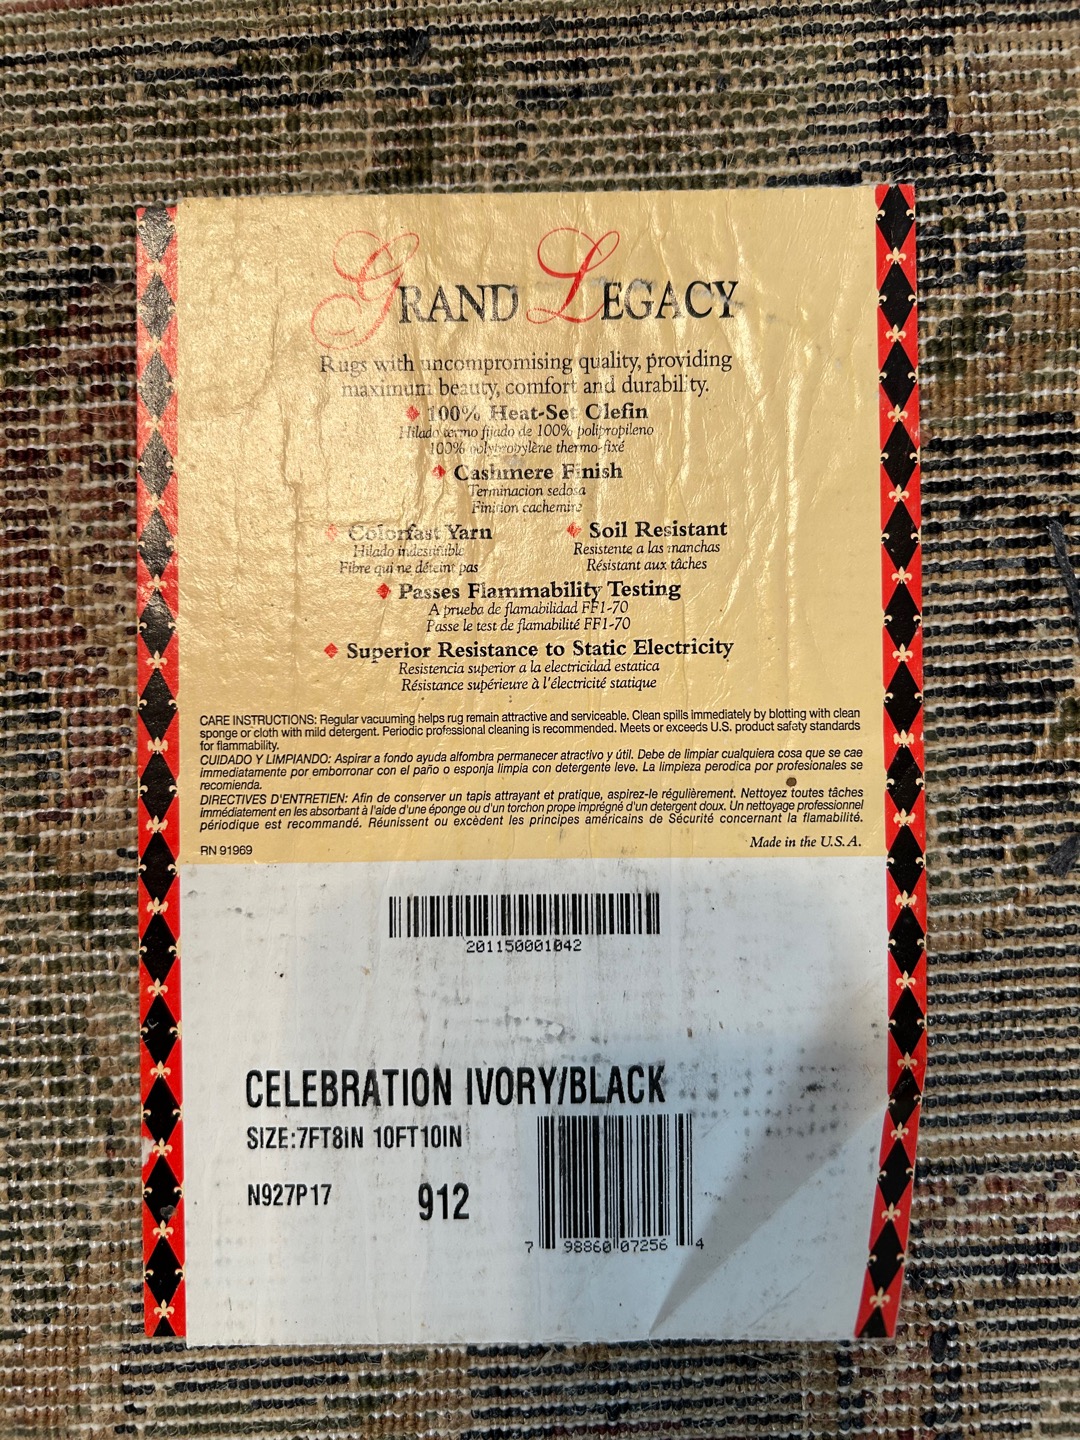 GRAND LEGACY
Rugs with uncompromising quality, providing
maximum beauty, comfort and durability.
100% Heat-Set Olefin
Hilado termo fijado de 100% polipropileno
100% polypropylène thermo-fixé
Cashmere Finish
Terminacion sedosa
Finition cachemire
Colorfast Yarn
Hilado indestifible
Fibre qui ne déteint pas
Soil Resistant
Resistente a las manchas
Résistant aux tâches
Passes Flammability Testing
A prueba de flamabilidad FF1-70
Passe le test de flamabilité FF1-70
Superior Resistance to Static Electricity
Resistencia superior a la electricidad estatica
Résistance supérieure à l'électricité statique
CARE INSTRUCTIONS: Regular vacuuming helps rug remain attractive and serviceable. Clean spills immediately by blotting with clean
sponge or cloth with mild detergent. Periodic professional cleaning is recommended. Meets or exceeds U.S. product safety standards
for flammability.
CUIDADO Y LIMPIANDO: Aspirar a fondo ayuda alfombra permanecer atractivo y útil. Debe de limpiar cualquiera cosa que se cae
immediatamente por emborronar con el paño o esponja limpia con detergente leve. La limpieza perodica por profesionales se
recomienda.
DIRECTIVES D'ENTRETIEN: Afin de conserver un tapis attrayant et pratique, aspirez-le régulièrement. Nettoyez toutes tâches
immédiatement en les absorbant à l'aide d'une éponge ou d'un torchon prope imprégné d'un detergent doux. Un nettoyage professionnel
périodique est recommandé. Réunissent ou excèdent les principes américains de Sécurité concernant la flamabilité.
RN 91969
Made in the U.S.A.
201150001042
CELEBRATION IVORY/BLACK
SIZE:7FT8IN 10FT10IN
N927P17
912
7 98860 07256 4